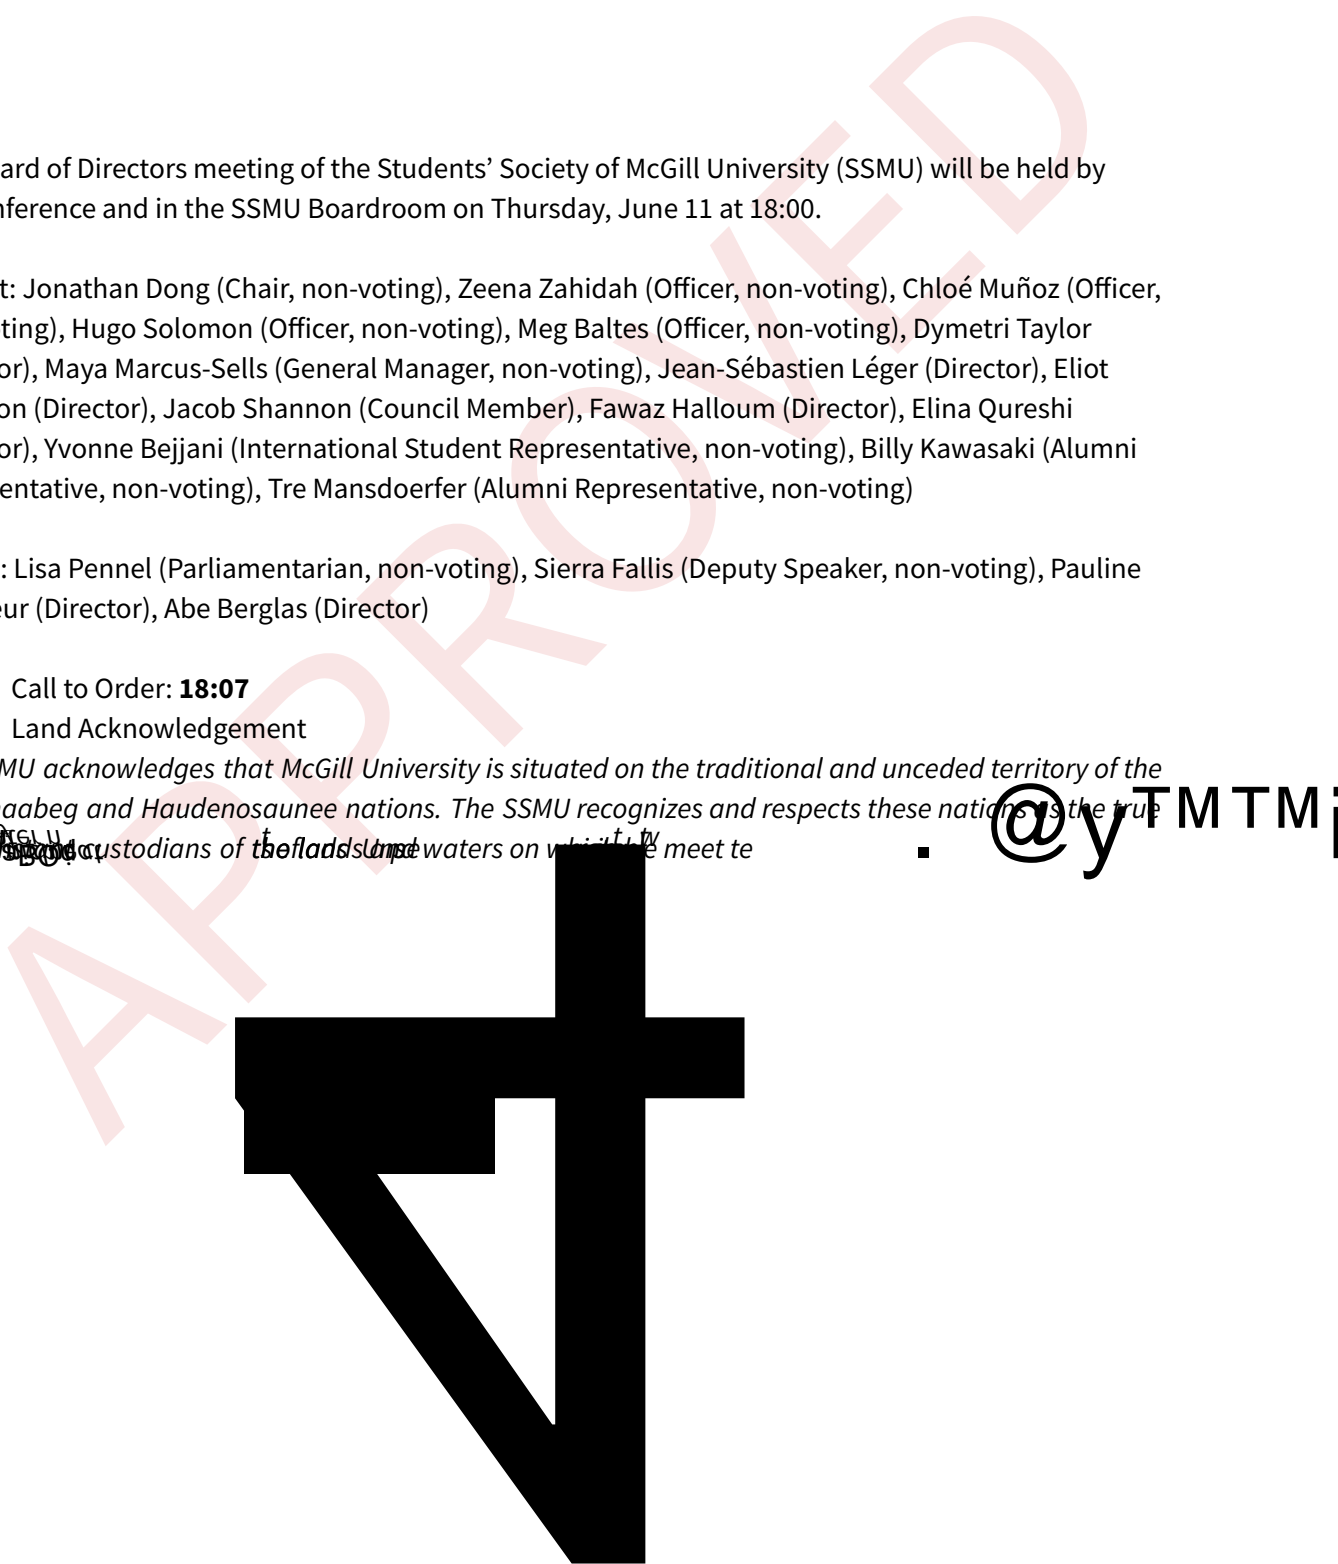 ard of Directors meeting of the Students’ Society of McGill University (SSMU) will be held by
nference and in the SSMU Boardroom on Thursday, June 11 at 18:00.
t: Jonathan Dong (Chair, non-voting), Zeena Zahidah (Officer, non-voting), Chloé Muñoz (Officer,
ting), Hugo Solomon (Officer, non-voting), Meg Baltes (Officer, non-voting), Dymetri Taylor
or), Maya Marcus-Sells (General Manager, non-voting), Jean-Sébastien Léger (Director), Eliot
on (Director), Jacob Shannon (Council Member), Fawaz Halloum (Director), Elina Qureshi
or), Yvonne Bejjani (International Student Representative, non-voting), Billy Kawasaki (Alumni
entative, non-voting), Tre Mansdoerfer (Alumni Representative, non-voting)
: Lisa Pennel (Parliamentarian, non-voting), Sierra Fallis (Deputy Speaker, non-voting), Pauline
eur (Director), Abe Berglas (Director)
Call to Order: 18:07
Land Acknowledgement
MU acknowledges that McGill University is situated on the traditional and unceded territory of the
aabeg and Haudenosaunee nations. The SSMU recognizes and respects these nations as the true
custodians of waters on meet te
. @y™™
APPROVED